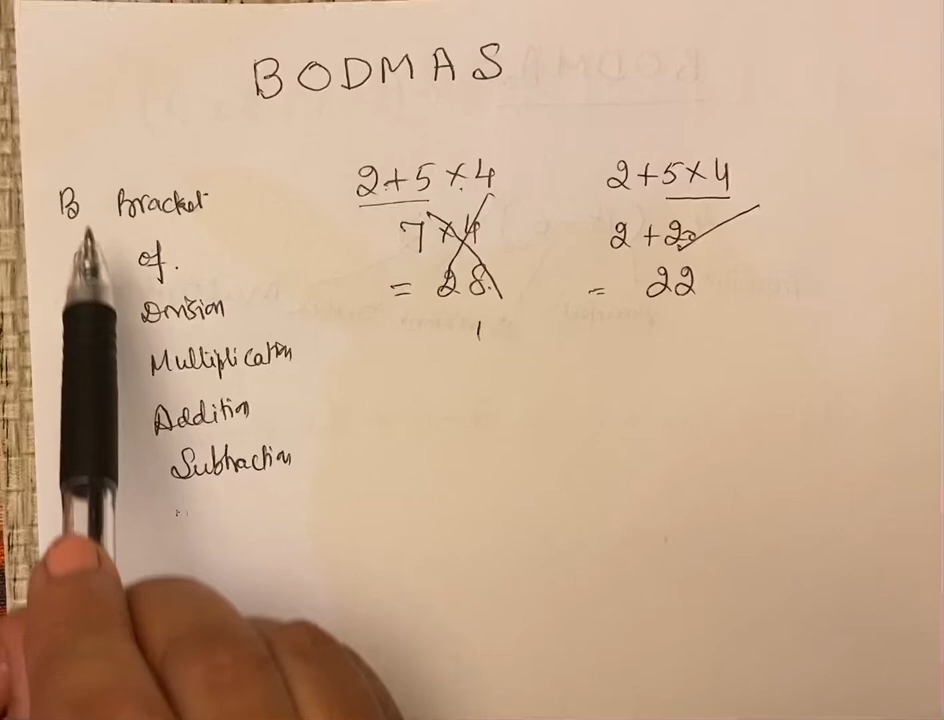 BODMAS
B Bracket
of.
Division
Multiplication
Addition
Subtraction
2+5×4
7×4
= 28
2+5×4
2+20
= 22